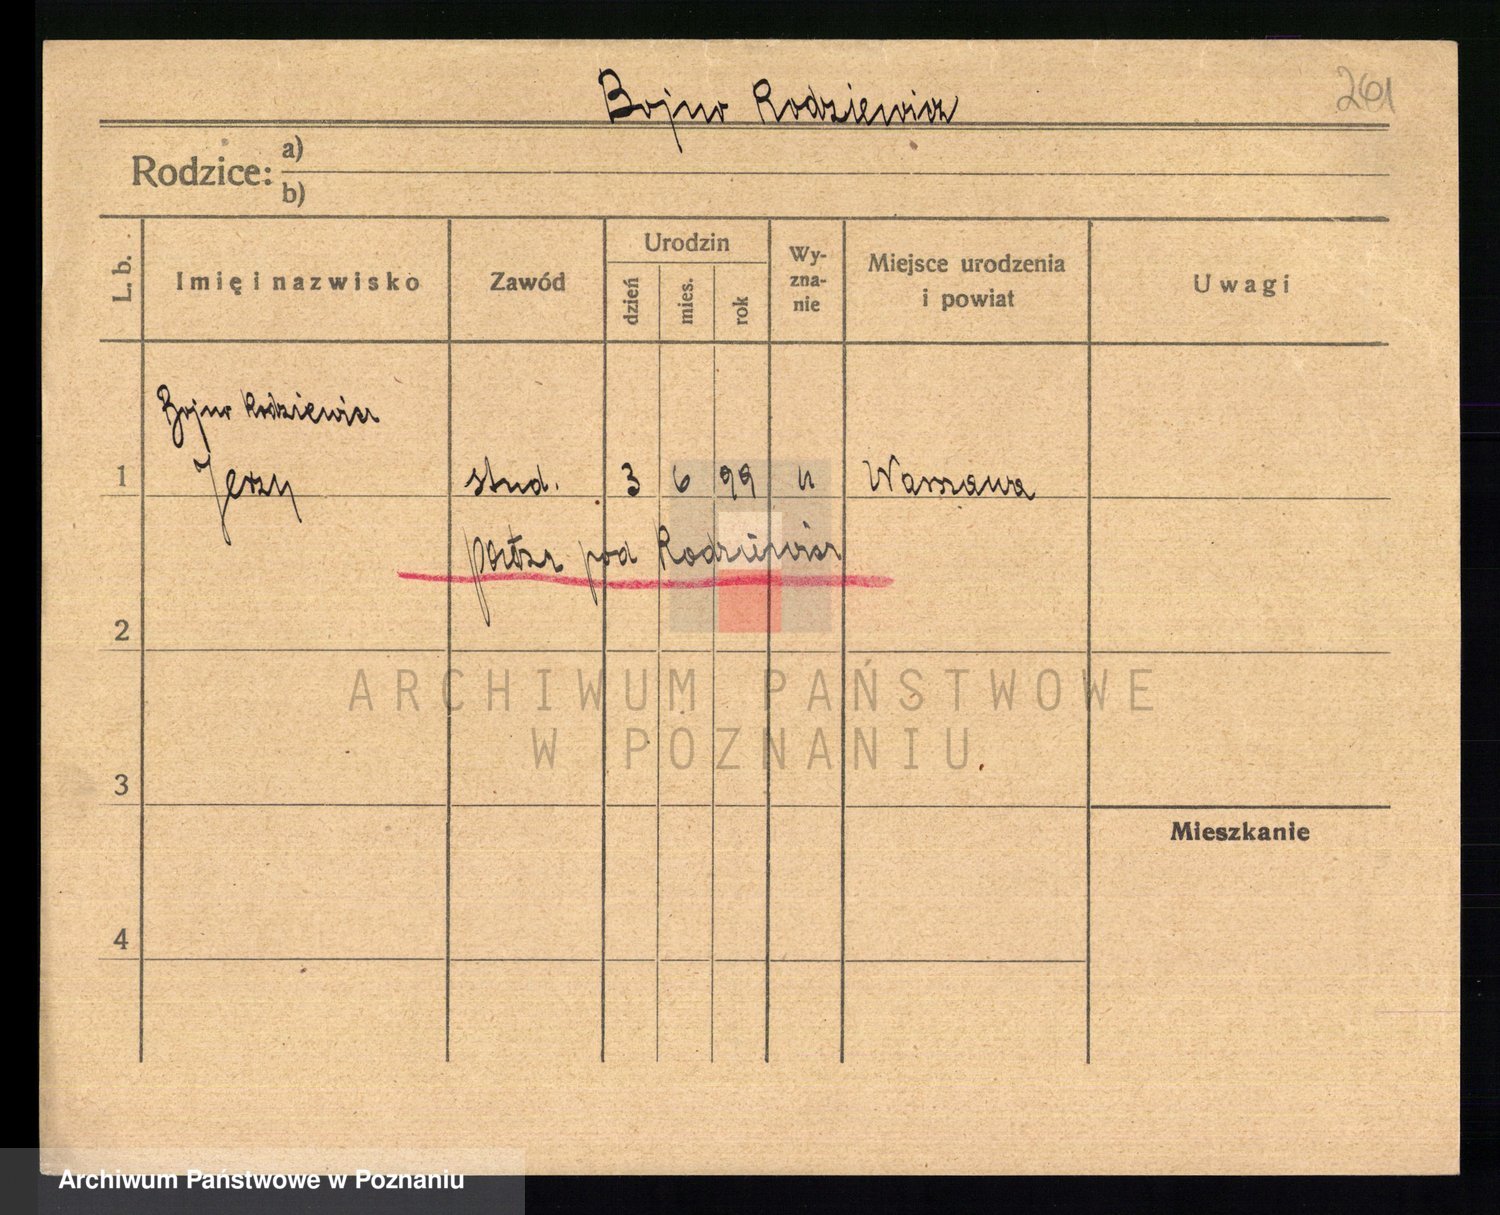 261
Bojno Rodziewicz
Rodzice: a)
b)
L. b.
Imię i nazwisko
Zawód
Urodzin
dzień
mies.
rok
Wy-
zna-
nie
Miejsce urodzenia
i powiat
Uwagi
Bojno Rodziewicz
1 Jerzy stud. 3 6 99 Warszawa
pod Rodziewicz
2
ARCHIWUM PAŃSTWOWE
W POZNANIU
3
Mieszkanie
4
Archiwum Państwowe w Poznaniu